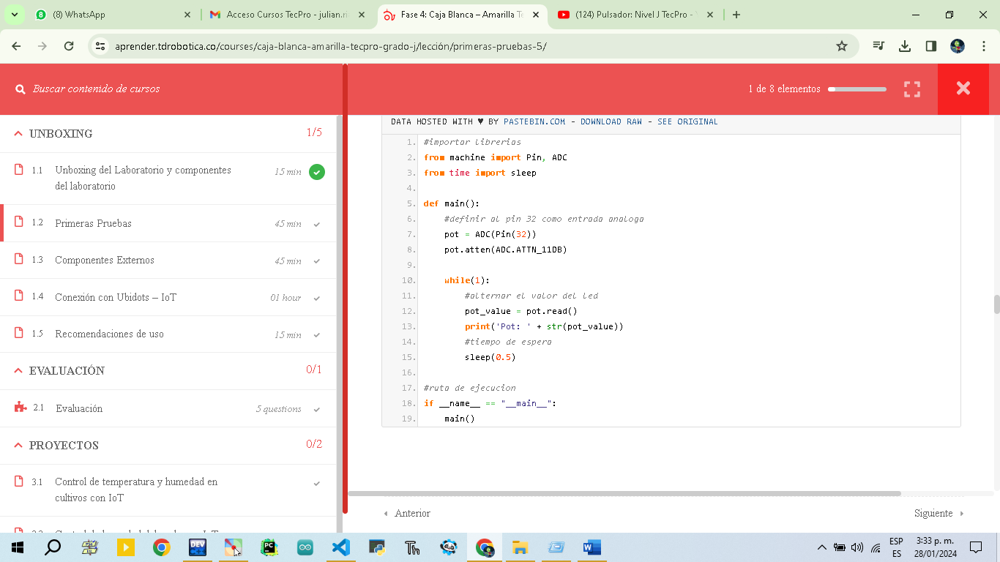 (8) WhatsApp
Acceso Cursos TecPro - julian.ri
Fase 4: Caja Blanca – Amarilla Te
(124) Pulsador: Nivel J TecPro -
aprender.tdrobotica.co/courses/caja-blanca-amarilla-tecpro-grado-j/lección/primeras-pruebas-5/
Buscar contenido de cursos
1 de 8 elementos
UNBOXING 1/5
1.1 Unboxing del Laboratorio y componentes del laboratorio 15 min
1.2 Primeras Pruebas 45 min
1.3 Componentes Externos 45 min
1.4 Conexión con Ubidots – IoT 01 hour
1.5 Recomendaciones de uso 15 min
EVALUACIÓN 0/1
2.1 Evaluación 5 questions
PROYECTOS 0/2
3.1 Control de temperatura y humedad en cultivos con IoT
DATA HOSTED WITH ♥ BY PASTEBIN.COM - DOWNLOAD RAW - SEE ORIGINAL
1. #importar librerias
2. from machine import Pin, ADC
3. from time import sleep
4.
5. def main():
6.     #definir al pin 32 como entrada analoga
7.     pot = ADC(Pin(32))
8.     pot.atten(ADC.ATTN_11DB)
9.
10.     while(1):
11.         #alternar el valor del led
12.         pot_value = pot.read()
13.         print('Pot: ' + str(pot_value))
14.         #tiempo de espera
15.         sleep(0.5)
16.
17. #ruta de ejecucion
18. if __name__ == "__main__":
19.     main()
Anterior
Siguiente
ESP
ES
3:33 p. m.
28/01/2024